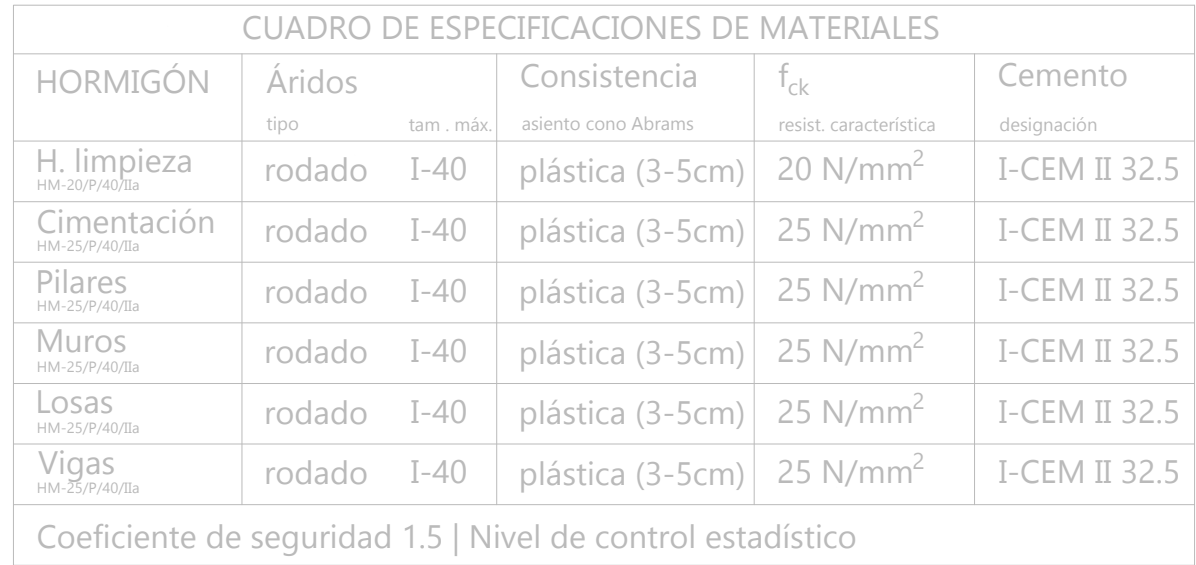 CUADRO DE ESPECIFICACIONES DE MATERIALES
HORMIGÓN Áridos Consistencia f_ck Cemento
tipo tam . máx. asiento cono Abrams resist. característica designación
H. limpieza rodado I-40 plástica (3-5cm) 20 N/mm² I-CEM II 32.5
HM-20/P/40/IIa
Cimentación rodado I-40 plástica (3-5cm) 25 N/mm² I-CEM II 32.5
HM-25/P/40/IIa
Pilares rodado I-40 plástica (3-5cm) 25 N/mm² I-CEM II 32.5
HM-25/P/40/IIa
Muros rodado I-40 plástica (3-5cm) 25 N/mm² I-CEM II 32.5
HM-25/P/40/IIa
Losas rodado I-40 plástica (3-5cm) 25 N/mm² I-CEM II 32.5
HM-25/P/40/IIa
Vigas rodado I-40 plástica (3-5cm) 25 N/mm² I-CEM II 32.5
HM-25/P/40/IIa
Coeficiente de seguridad 1.5 | Nivel de control estadístico